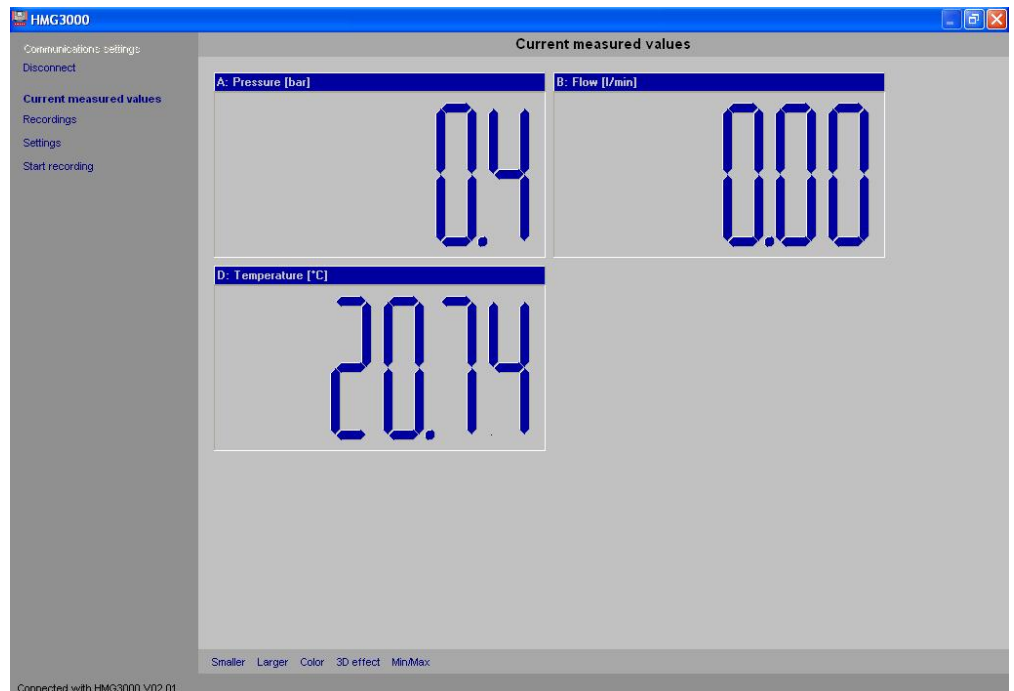 HMG3000
Communications settings
Disconnect
Current measured values
Recordings
Settings
Start recording
Current measured values
A: Pressure [bar]
0.4
B: Flow [l/min]
0.00
D: Temperature [°C]
20.74
Smaller Larger Color 3D effect Min/Max
Connected with HMG3000 V02.01